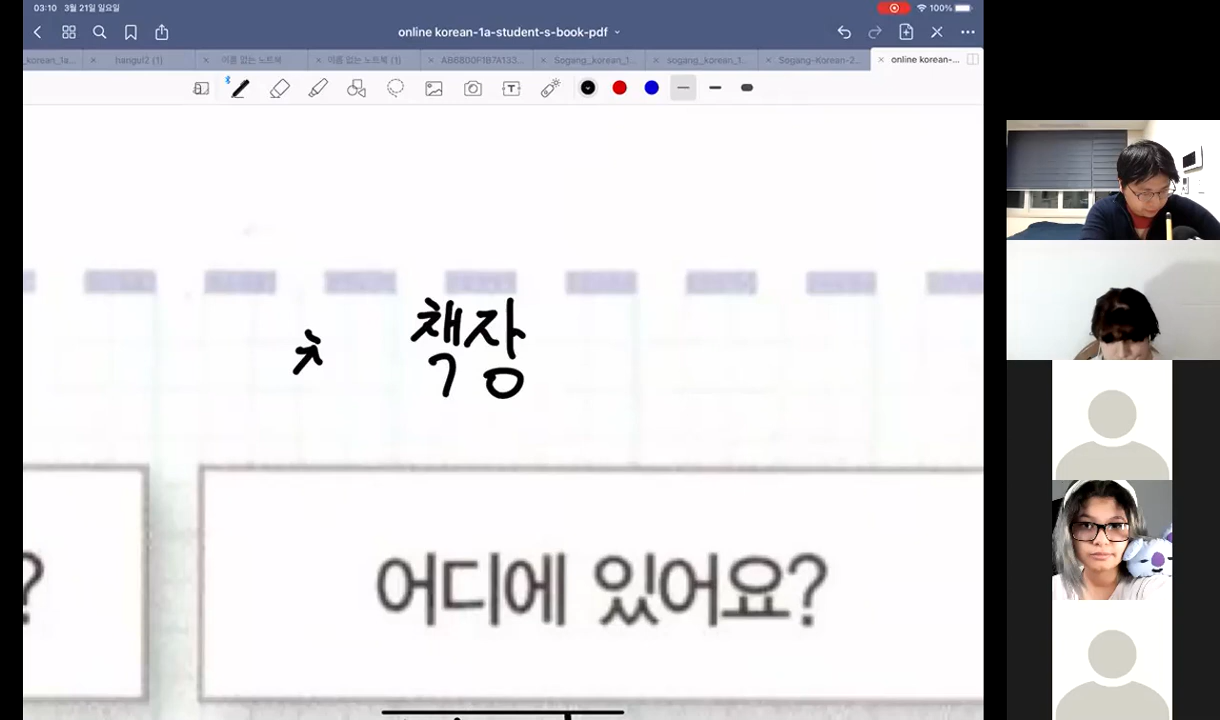 03:10 3월 21일 일요일
100%
online korean-1a-student-s-book-pdf
_korean_1a...
hangul2 (1)
이름 없는 노트북
이름 없는 노트북 (1)
AB6800F1B7A133...
Sogang_korean_1...
sogang_korean_1...
Sogang-Korean-2...
online korean-...
T
ㅊ
책장
?
어디에 있어요?